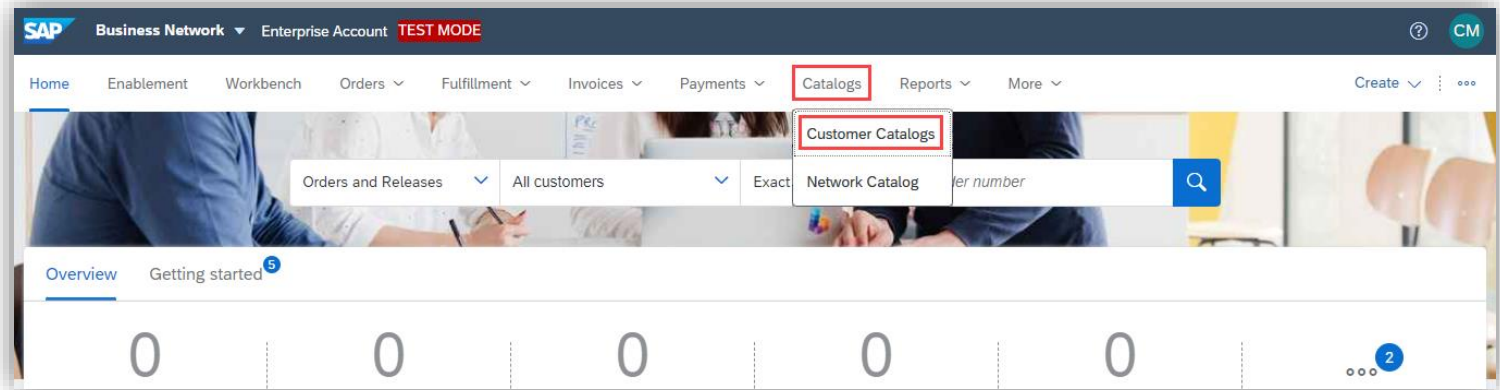 SAP Business Network Enterprise Account TEST MODE CM
Home Enablement Workbench Orders Fulfillment Invoices Payments Catalogs Reports More Create
Customer Catalogs
Orders and Releases All customers Exact Network Catalog der number
Overview Getting started 5
0 0 0 0 0 2